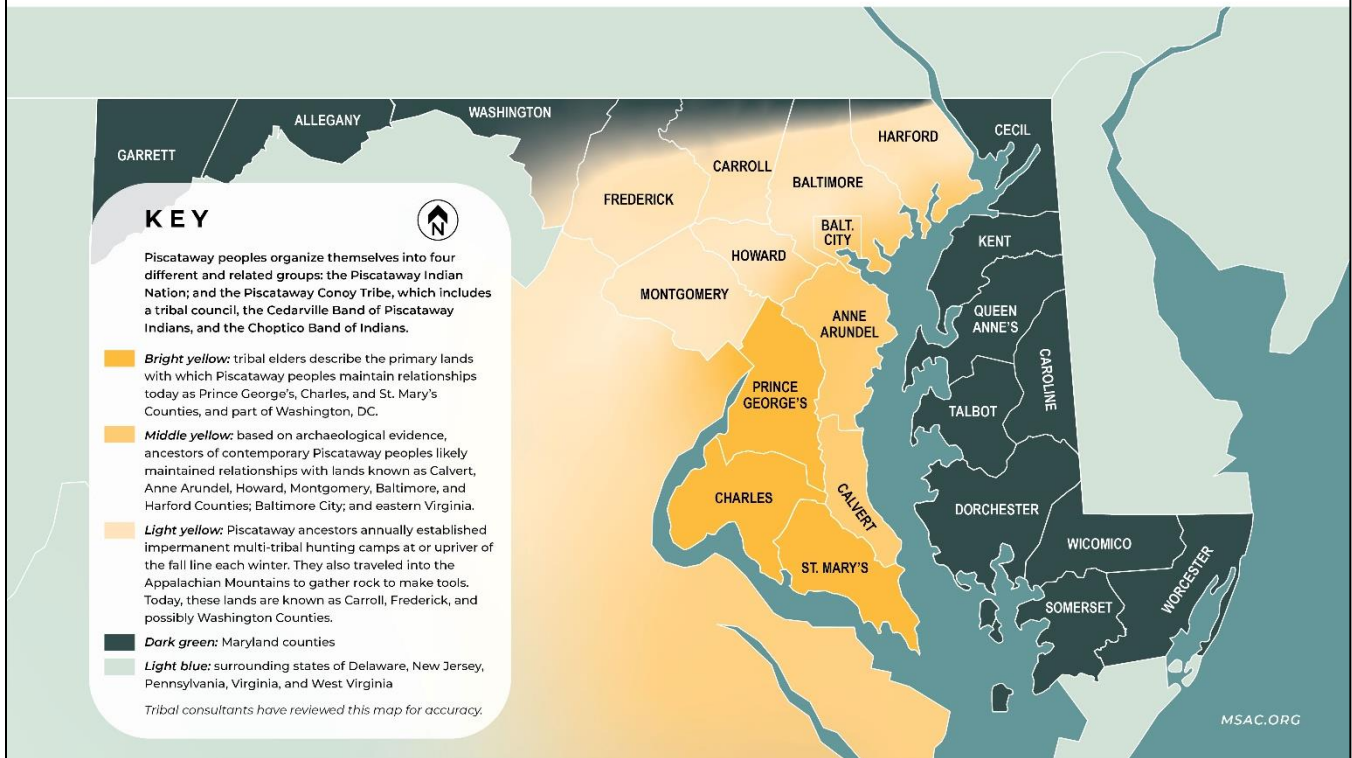 GARRETT
ALLEGANY
WASHINGTON
FREDERICK
CARROLL
BALTIMORE
HARFORD
CECIL
BALT.
CITY
HOWARD
MONTGOMERY
ANNE
ARUNDEL
PRINCE
GEORGE'S
CHARLES
CALVERT
ST. MARY'S
KENT
QUEEN
ANNE'S
CAROLINE
TALBOT
DORCHESTER
WICOMICO
SOMERSET
WORCESTER
KEY
N
Piscataway peoples organize themselves into four
different and related groups: the Piscataway Indian
Nation; and the Piscataway Conoy Tribe, which includes
a tribal council, the Cedarville Band of Piscataway
Indians, and the Choptico Band of Indians.
Bright yellow: tribal elders describe the primary lands
with which Piscataway peoples maintain relationships
today as Prince George's, Charles, and St. Mary's
Counties, and part of Washington, DC.
Middle yellow: based on archaeological evidence,
ancestors of contemporary Piscataway peoples likely
maintained relationships with lands known as Calvert,
Anne Arundel, Howard, Montgomery, Baltimore, and
Harford Counties; Baltimore City; and eastern Virginia.
Light yellow: Piscataway ancestors annually established
impermanent multi-tribal hunting camps at or upriver of
the fall line each winter. They also traveled into the
Appalachian Mountains to gather rock to make tools.
Today, these lands are known as Carroll, Frederick, and
possibly Washington Counties.
Dark green: Maryland counties
Light blue: surrounding states of Delaware, New Jersey,
Pennsylvania, Virginia, and West Virginia
Tribal consultants have reviewed this map for accuracy.
MSAC.ORG